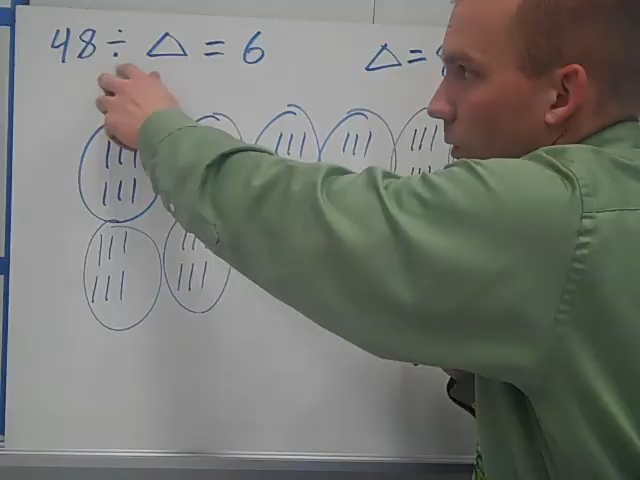 48 ÷ △ = 6
△ =